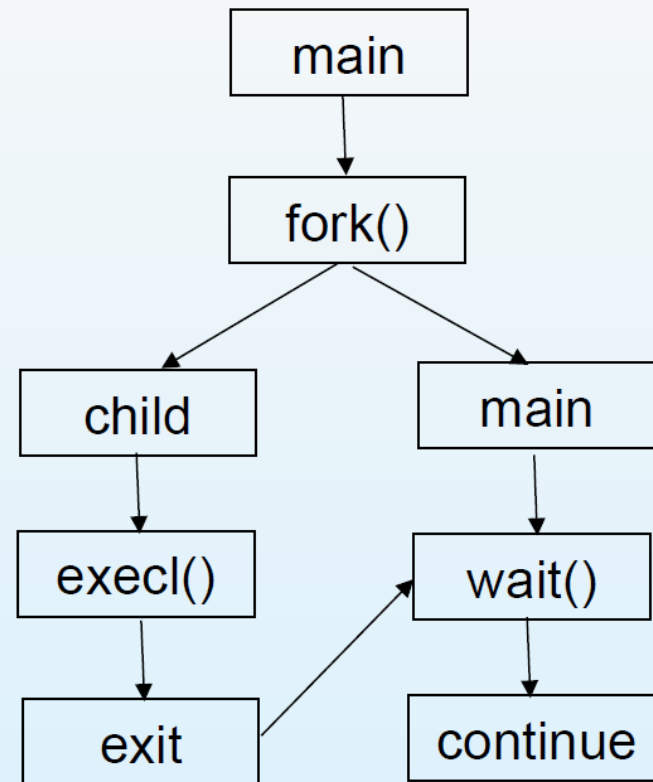 main
fork()
child
main
execl()
wait()
exit
continue